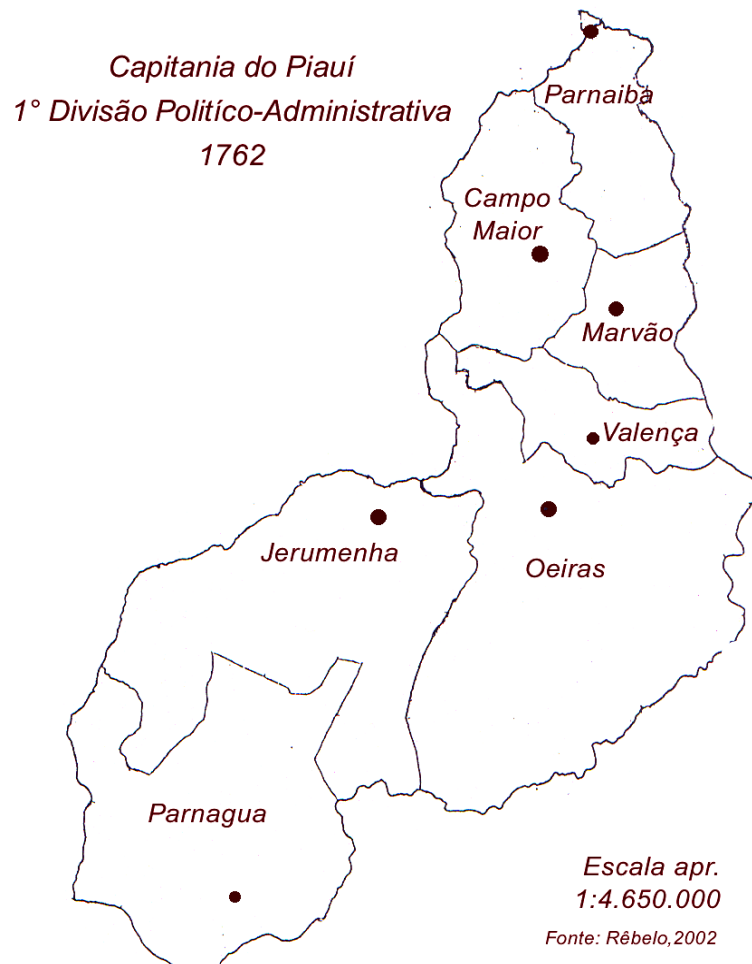 Capitania do Piauí
1° Divisão Politíco-Administrativa
1762
Parnaiba
Campo
Maior
Marvão
Valença
Jerumenha
Oeiras
Parnagua
Escala apr.
1:4.650.000
Fonte: Rêbelo,2002